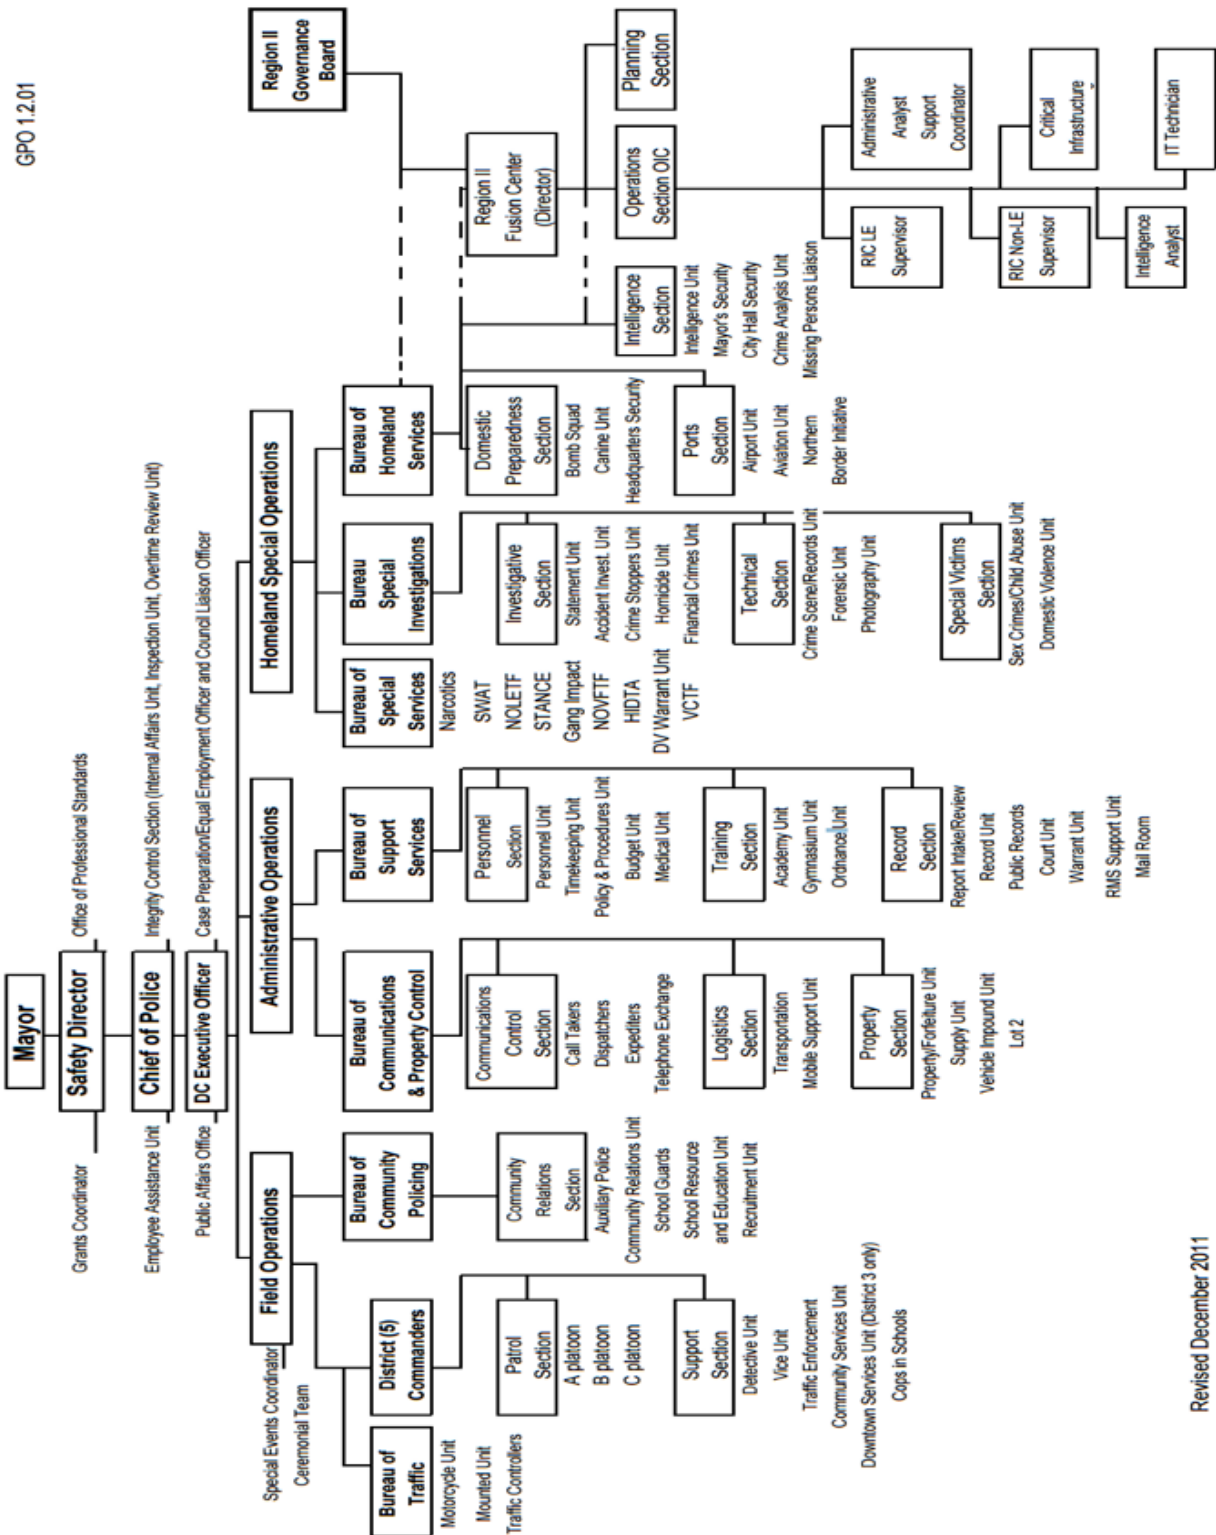 GPO 1.2.01
Mayor
Safety Director
Grants Coordinator
Office of Professional Standards
Chief of Police
Employee Assistance Unit
Integrity Control Section (Internal Affairs Unit, Inspection Unit, Overtime Review Unit)
DC Executive Officer
Public Affairs Office
Case Preparation/Equal Employment Officer and Council Liaison Officer
Field Operations
Special Events Coordinator
Ceremonial Team
Bureau of
Traffic
Motorcycle Unit
Mounted Unit
Traffic Controllers
District (5)
Commanders
Patrol
Section
A platoon
B platoon
C platoon
Support
Section
Detective Unit
Vice Unit
Traffic Enforcement
Community Services Unit
Downtown Services Unit (District 3 only)
Cops in Schools
Bureau of
Community
Policing
Community
Relations
Section
Auxiliary Police
Community Relations Unit
School Guards
School Resource
and Education Unit
Recruitment Unit
Administrative Operations
Bureau of
Communications
& Property Control
Communications
Control
Section
Call Takers
Dispatchers
Expediters
Telephone Exchange
Logistics
Section
Transportation
Mobile Support Unit
Property
Section
Property/Forfeiture Unit
Supply Unit
Vehicle Impound Unit
Lot 2
Bureau of
Support
Services
Personnel
Section
Personnel Unit
Timekeeping Unit
Policy & Procedures Unit
Budget Unit
Medical Unit
Training
Section
Academy Unit
Gymnasium Unit
Ordnance Unit
Record
Section
Report Intake/Review
Record Unit
Public Records
Court Unit
Warrant Unit
RMS Support Unit
Mail Room
Homeland Special Operations
Bureau of
Special
Services
Narcotics
SWAT
NOLETF
STANCE
Gang Impact
NOVFTF
HIDTA
DV Warrant Unit
VCTF
Bureau
Special
Investigations
Investigative
Section
Statement Unit
Accident Invest. Unit
Crime Stoppers Unit
Homicide Unit
Financial Crimes Unit
Technical
Section
Crime Scene/Records Unit
Forensic Unit
Photography Unit
Special Victims
Section
Sex Crimes/Child Abuse Unit
Domestic Violence Unit
Bureau of
Homeland
Services
Domestic
Preparedness
Section
Bomb Squad
Canine Unit
Headquarters Security
Ports
Section
Airport Unit
Aviation Unit
Northern
Border Initiative
Intelligence
Section
Intelligence Unit
Mayor's Security
City Hall Security
Crime Analysis Unit
Missing Persons Liaison
Region II
Governance
Board
Region II
Fusion Center
(Director)
Operations
Section OIC
Planning
Section
RIC LE
Supervisor
Administrative
Analyst
Support
Coordinator
RIC Non-LE
Supervisor
Critical
Infrastructure
Intelligence
Analyst
IT Technician
Revised December 2011